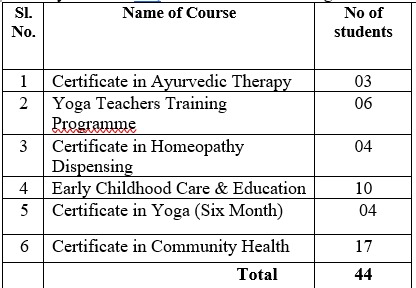 Sl. Name of Course No of
No. students
1 Certificate in Ayurvedic Therapy 03
2 Yoga Teachers Training 06
Programme
3 Certificate in Homeopathy 04
Dispensing
4 Early Childhood Care & Education 10
5 Certificate in Yoga (Six Month) 04
6 Certificate in Community Health 17
Total 44